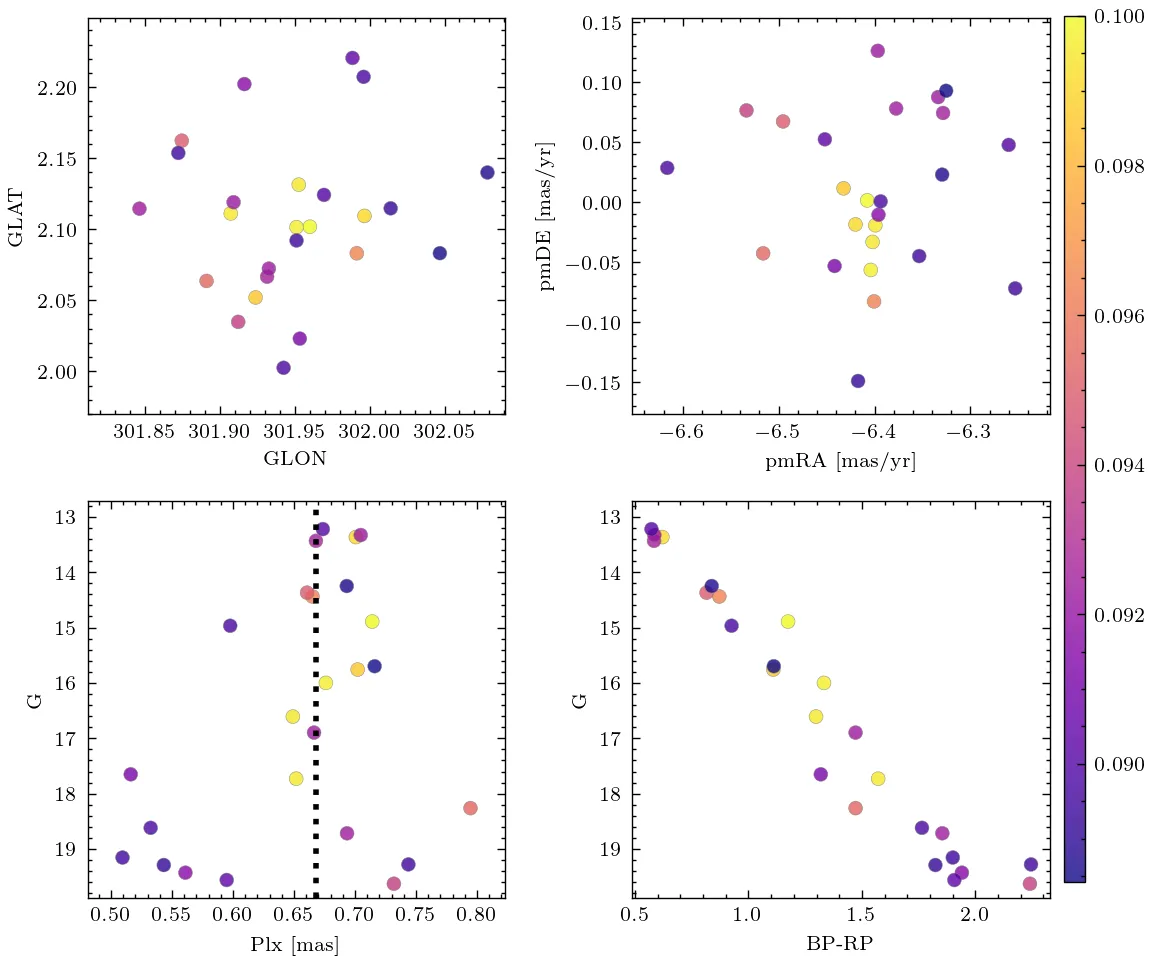 2.20
2.15
2.10
2.05
2.00
GLAT
301.85 301.90 301.95 302.00 302.05
GLON
0.15
0.10
0.05
0.00
−0.05
−0.10
−0.15
pmDE [mas/yr]
−6.6 −6.5 −6.4 −6.3
pmRA [mas/yr]
0.100
0.098
0.096
0.094
0.092
0.090
13
14
15
16
17
18
19
G
0.50 0.55 0.60 0.65 0.70 0.75 0.80
Plx [mas]
13
14
15
16
17
18
19
G
0.5 1.0 1.5 2.0
BP-RP